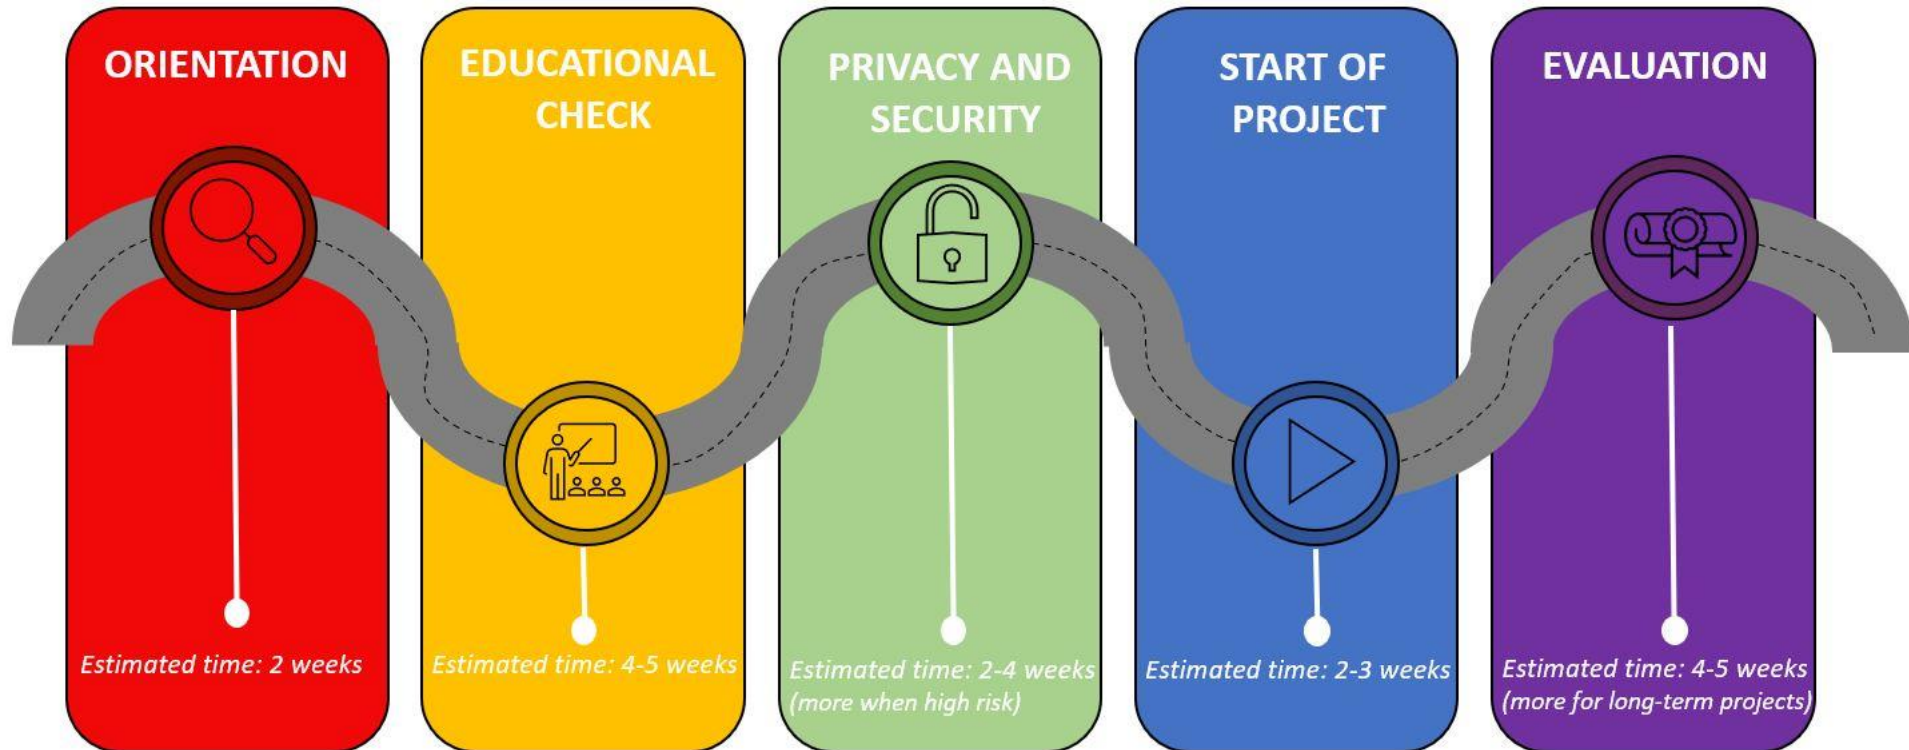 ORIENTATION
Estimated time: 2 weeks
EDUCATIONAL
CHECK
Estimated time: 4-5 weeks
PRIVACY AND
SECURITY
Estimated time: 2-4 weeks
(more when high risk)
START OF
PROJECT
Estimated time: 2-3 weeks
EVALUATION
Estimated time: 4-5 weeks
(more for long-term projects)